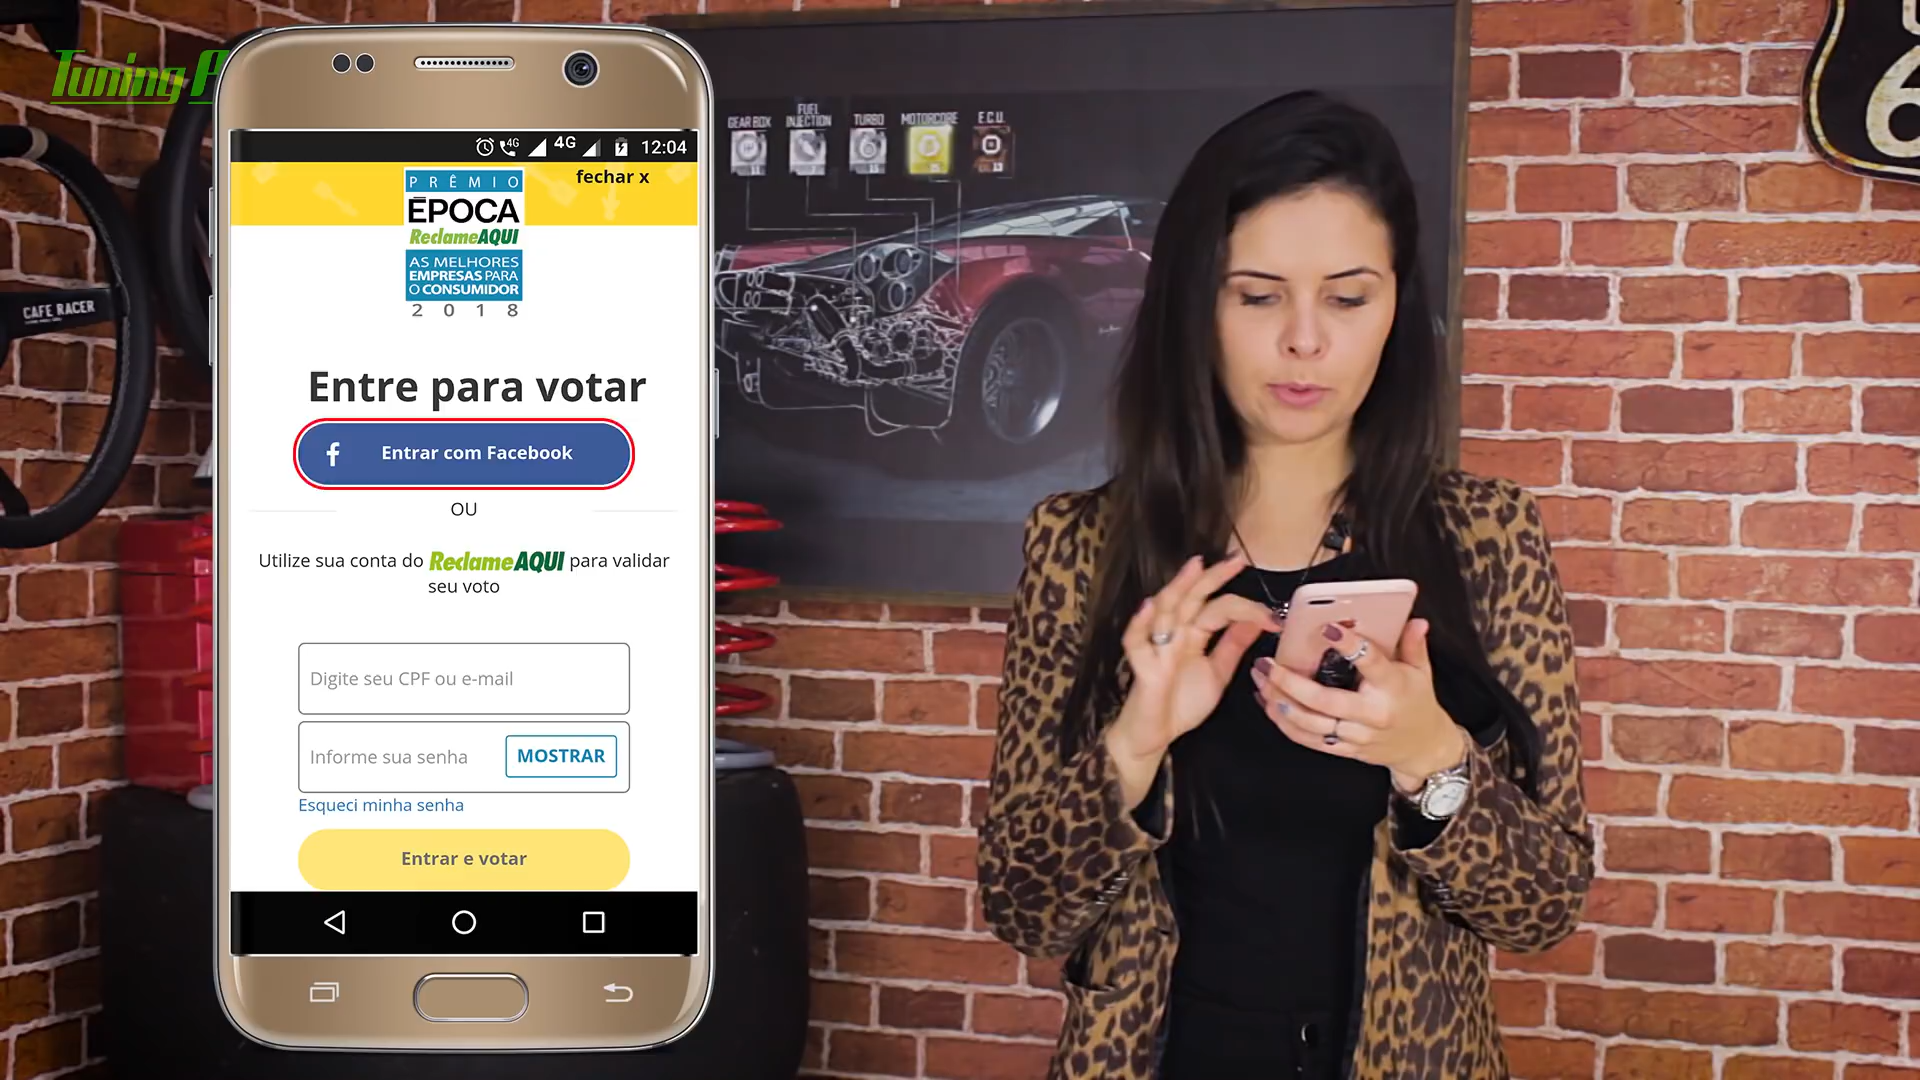 Tuning P
CAFE RACER
4G
4G
12:04
fechar x
PRÊMIO
ÉPOCA
ReclameAQUI
AS MELHORES
EMPRESAS PARA
O CONSUMIDOR
2018
Entre para votar
f
Entrar com Facebook
OU
Utilize sua conta do ReclameAQUI para validar
seu voto
Digite seu CPF ou e-mail
Informe sua senha
MOSTRAR
Esqueci minha senha
Entrar e votar
GEAR BOX
FUEL
INJECTION
TURBO
MOTORCORE
E.C.U.
6